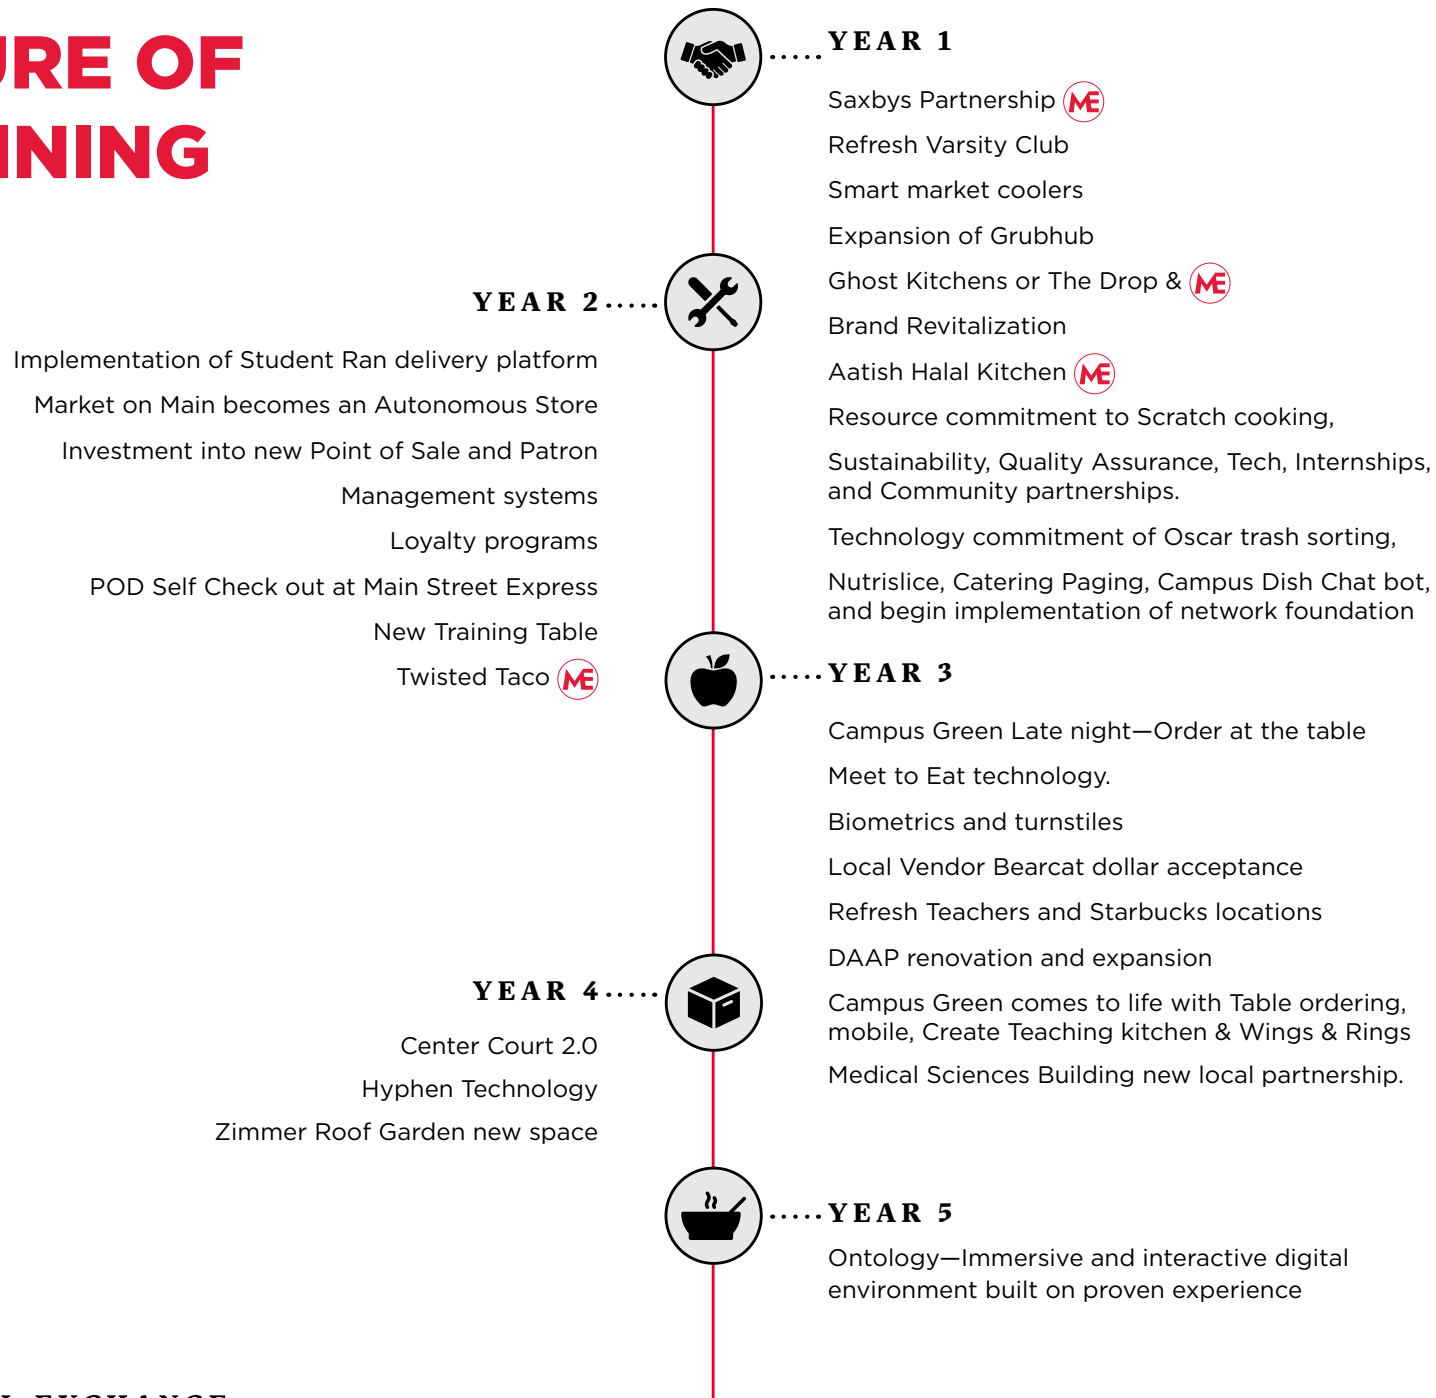 URE OF
INING
YEAR 1
Saxbys Partnership ME
Refresh Varsity Club
Smart market coolers
Expansion of Grubhub
Ghost Kitchens or The Drop & ME
Brand Revitalization
Aatish Halal Kitchen ME
Resource commitment to Scratch cooking,
Sustainability, Quality Assurance, Tech, Internships,
and Community partnerships.
Technology commitment of Oscar trash sorting,
Nutrislice, Catering Paging, Campus Dish Chat bot,
and begin implementation of network foundation
YEAR 2
Implementation of Student Ran delivery platform
Market on Main becomes an Autonomous Store
Investment into new Point of Sale and Patron
Management systems
Loyalty programs
POD Self Check out at Main Street Express
New Training Table
Twisted Taco ME
YEAR 3
Campus Green Late night—Order at the table
Meet to Eat technology.
Biometrics and turnstiles
Local Vendor Bearcat dollar acceptance
Refresh Teachers and Starbucks locations
DAAP renovation and expansion
Campus Green comes to life with Table ordering,
mobile, Create Teaching kitchen & Wings & Rings
Medical Sciences Building new local partnership.
YEAR 4
Center Court 2.0
Hyphen Technology
Zimmer Roof Garden new space
YEAR 5
Ontology—Immersive and interactive digital
environment built on proven experience